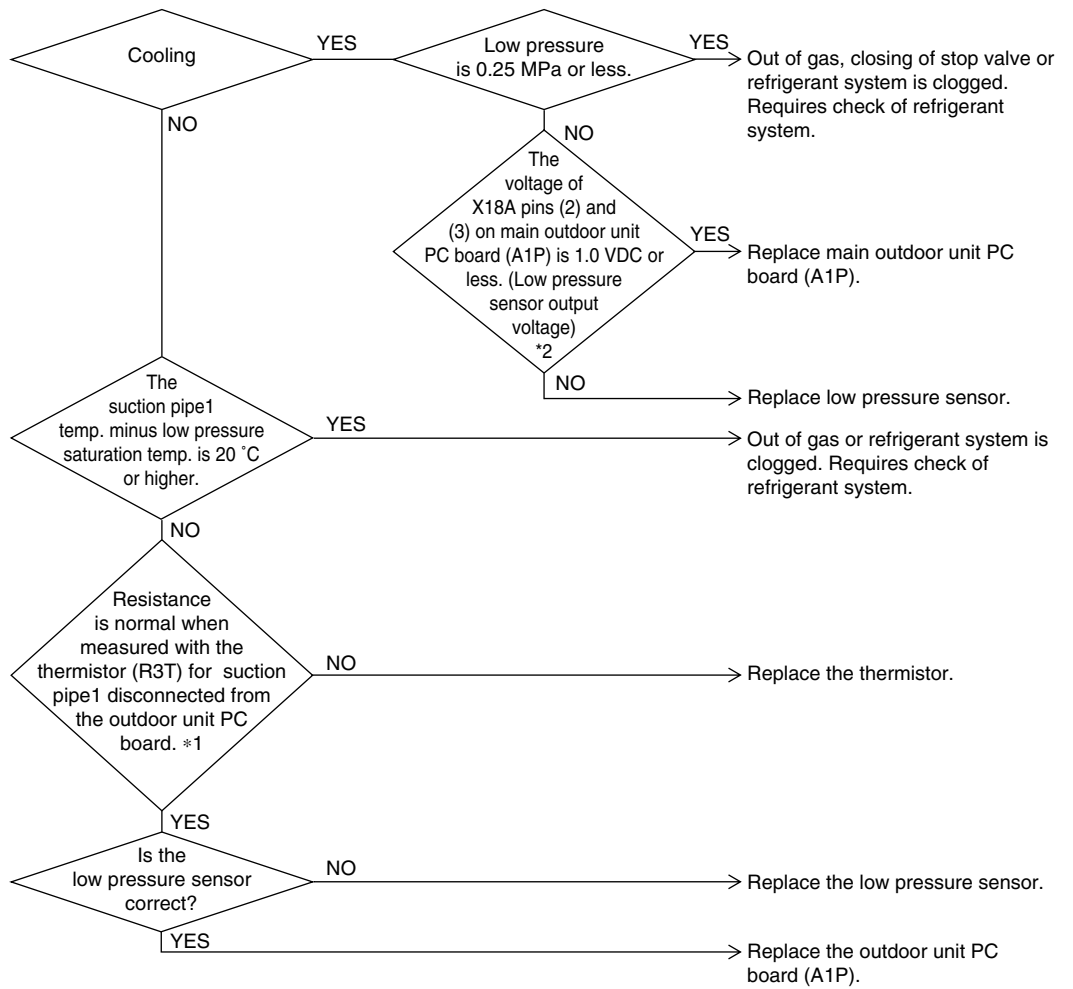 Cooling
YES
Low pressure
is 0.25 MPa or less.
YES
Out of gas, closing of stop valve or
refrigerant system is clogged.
Requires check of refrigerant
system.
NO
NO
The
voltage of
X18A pins (2) and
(3) on main outdoor unit
PC board (A1P) is 1.0 VDC or
less. (Low pressure
sensor output
voltage)
*2
YES
Replace main outdoor unit PC
board (A1P).
NO
Replace low pressure sensor.
The
suction pipe1
temp. minus low pressure
saturation temp. is 20 ˚C
or higher.
YES
Out of gas or refrigerant system is
clogged. Requires check of
refrigerant system.
NO
Resistance
is normal when
measured with the
thermistor (R3T) for suction
pipe1 disconnected from
the outdoor unit PC
board. *1
NO
Replace the thermistor.
YES
Is the
low pressure sensor
correct?
NO
Replace the low pressure sensor.
YES
Replace the outdoor unit PC
board (A1P).